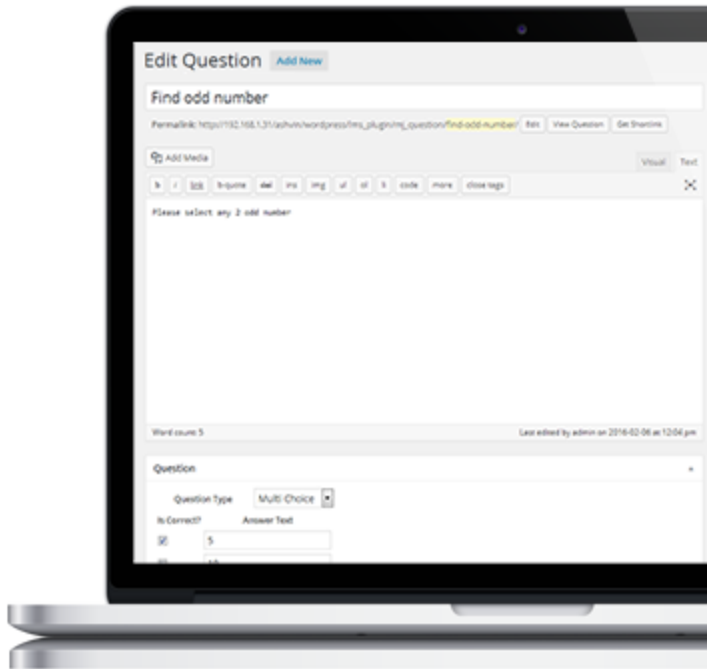 Edit Question Add New
Find odd number
Permalink: http://192.168.1.31/ashvin/wordpress/lms_plugin/mj_question/find-odd-number/ Edit View Question Get Shortlink
Add Media
Visual Text
b i link b-quote del ins img ul ol li code more close tags
Please select any 2 odd number
Word count: 5 Last edited by admin on 2016-02-06 at 12:04 pm
Question
Question Type Multi Choice
Is Correct? Answer Text
5